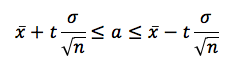 x̄ + t σ/√n ≤ a ≤ x̄ − t σ/√n